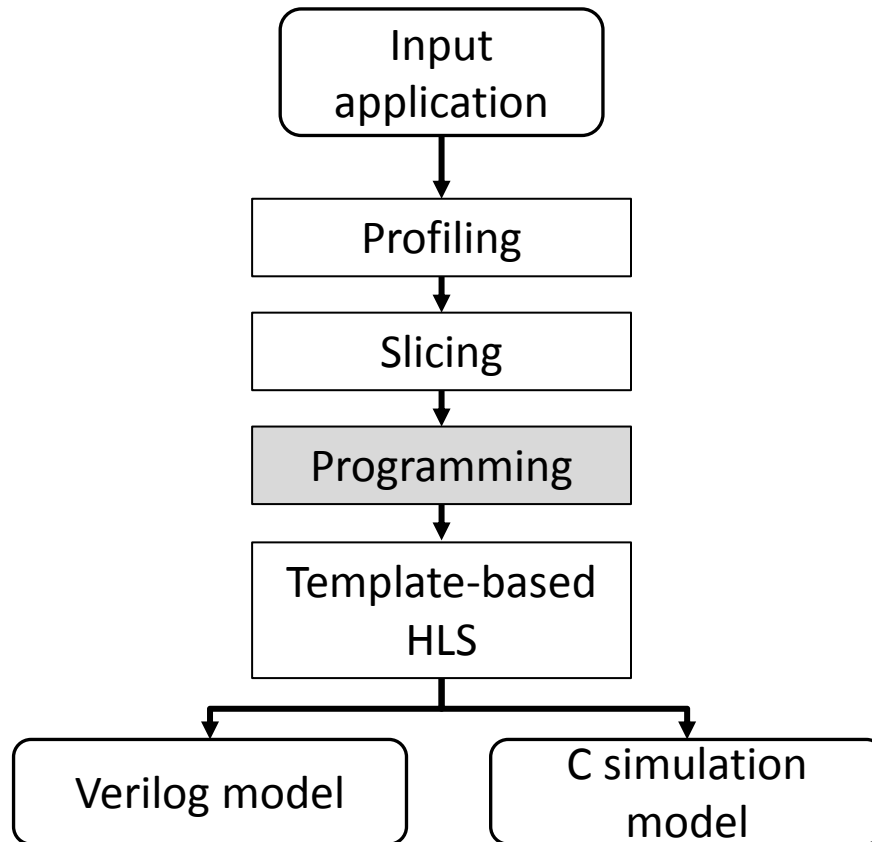 Input
application
Profiling
Slicing
Programming
Template-based
HLS
Verilog model
C simulation
model